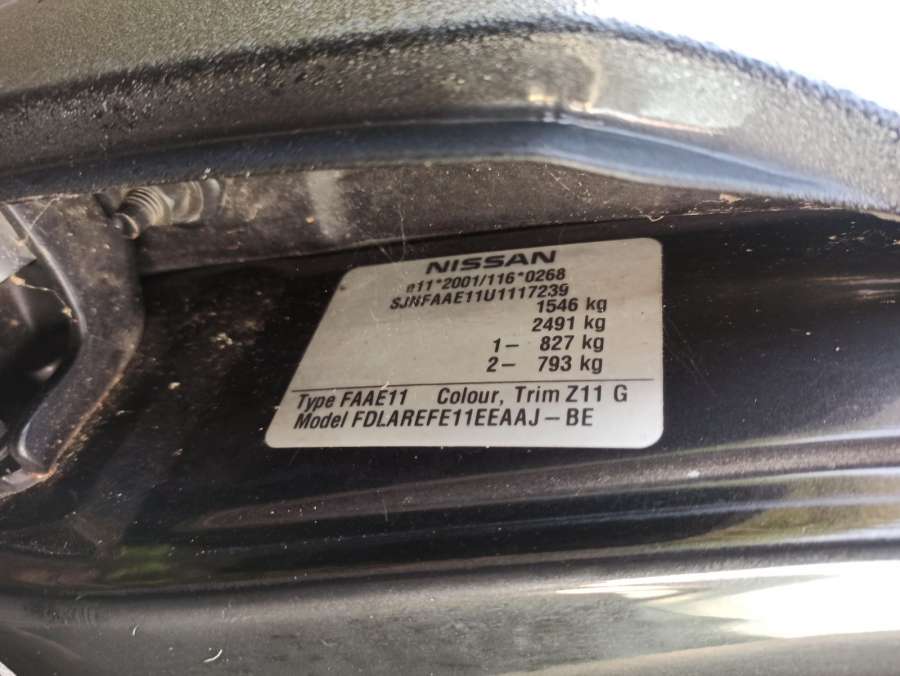 NISSAN
e11*2001/116*0268
SJNFAAE11U1117239
1546 kg
2491 kg
1– 827 kg
2– 793 kg
Type FAAE11 Colour, Trim Z11 G
Model FDLAREFE11EEAAJ – BE